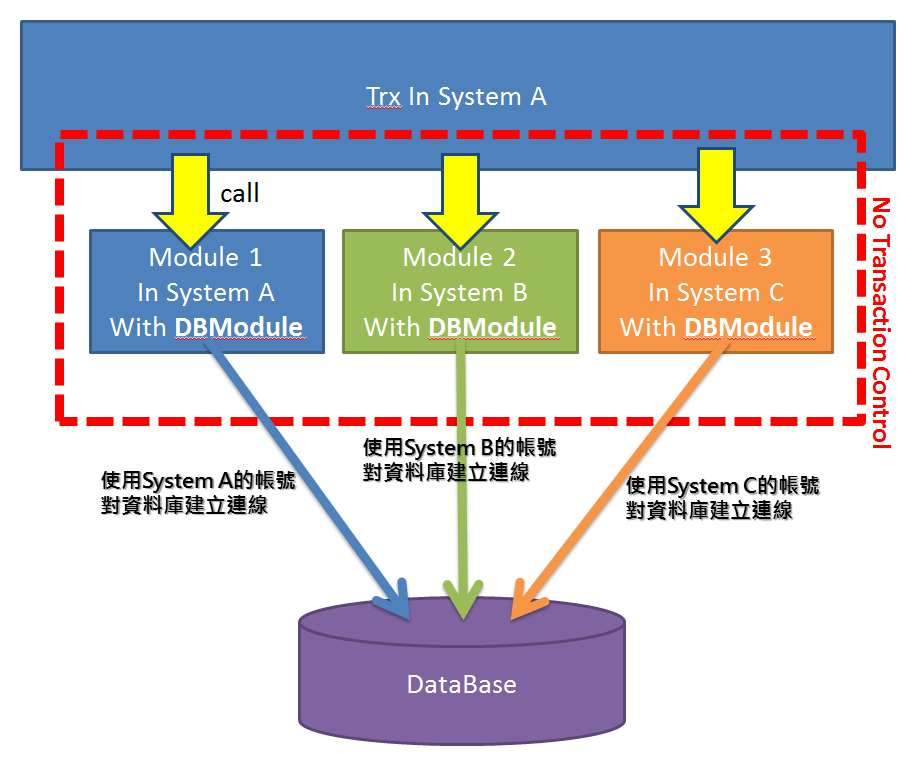 Trx In System A
call
Module 1
In System A
With DBModule
Module 2
In System B
With DBModule
Module 3
In System C
With DBModule
No Transaction Control
使用System A的帳號
對資料庫建立連線
使用System B的帳號
對資料庫建立連線
使用System C的帳號
對資料庫建立連線
DataBase